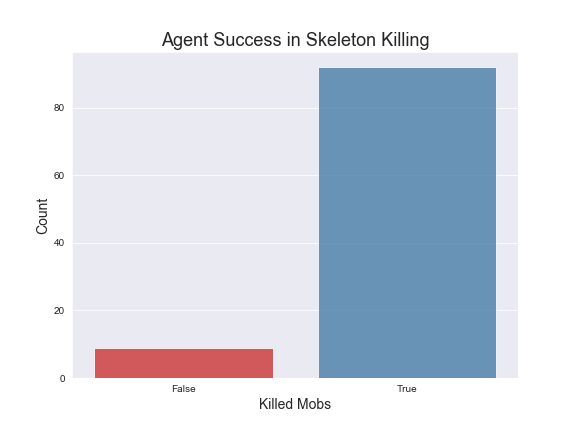 Agent Success in Skeleton Killing
Count
80
60
40
20
0
False
True
Killed Mobs